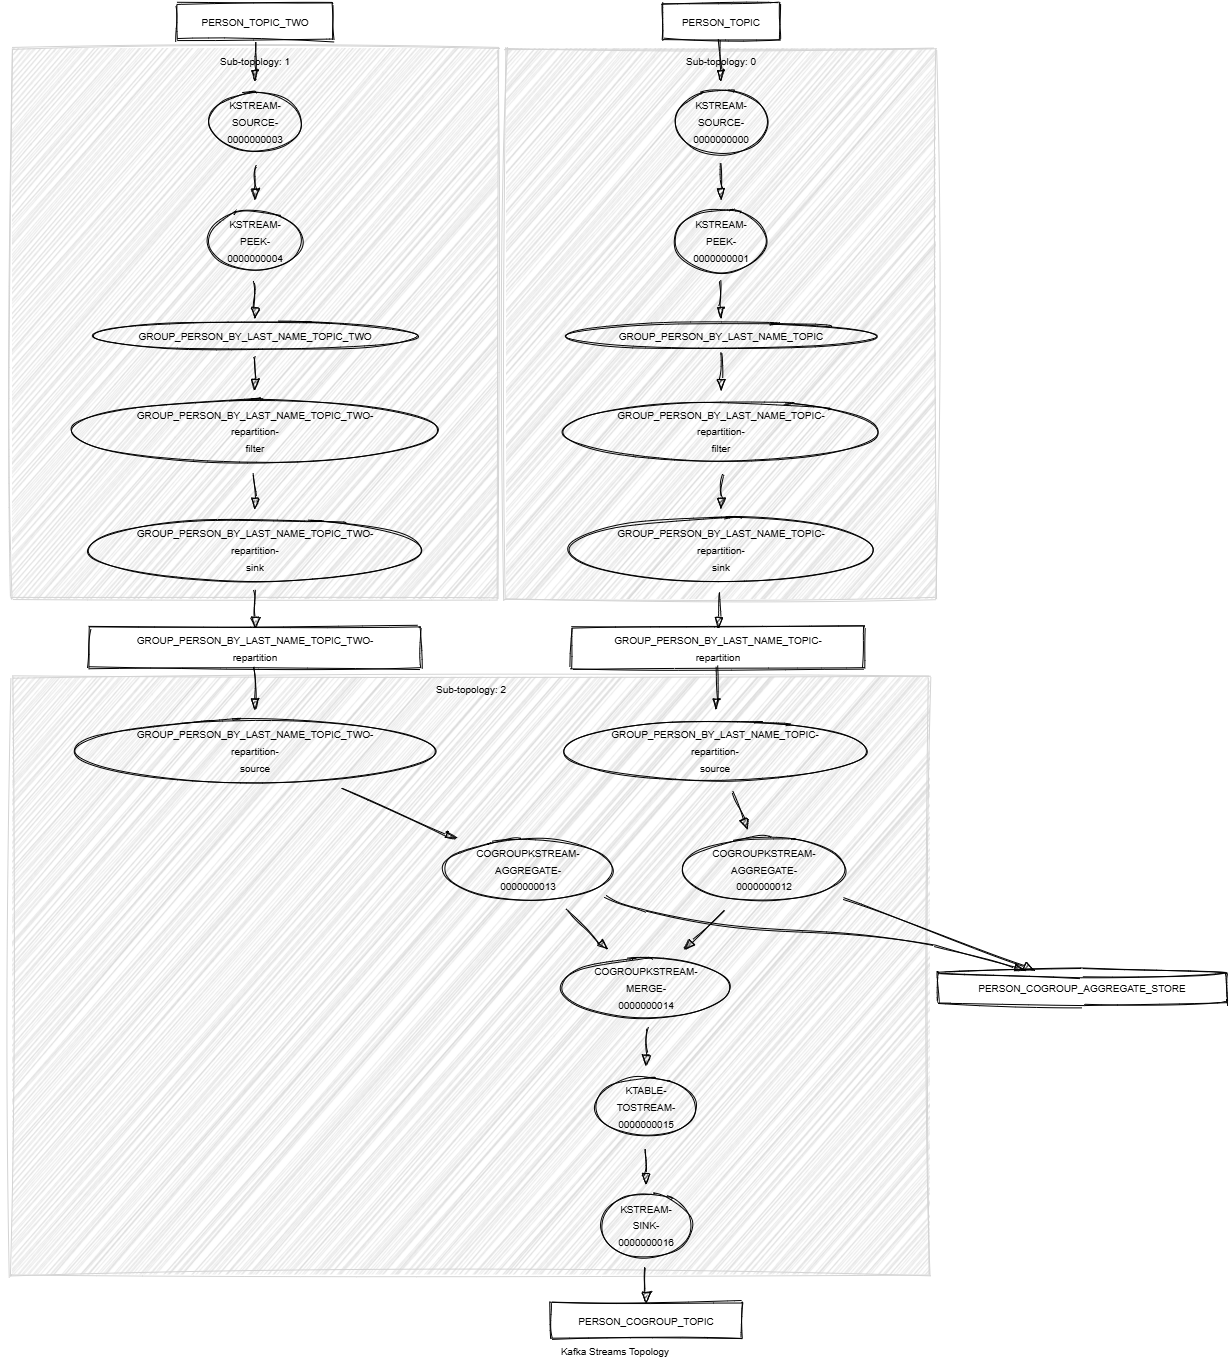 PERSON_TOPIC_TWO
PERSON_TOPIC
Sub-topology: 1
KSTREAM-
SOURCE-
0000000003
KSTREAM-
PEEK-
0000000004
GROUP_PERSON_BY_LAST_NAME_TOPIC_TWO
GROUP_PERSON_BY_LAST_NAME_TOPIC_TWO-
repartition-
filter
GROUP_PERSON_BY_LAST_NAME_TOPIC_TWO-
repartition-
sink
Sub-topology: 0
KSTREAM-
SOURCE-
0000000000
KSTREAM-
PEEK-
0000000001
GROUP_PERSON_BY_LAST_NAME_TOPIC
GROUP_PERSON_BY_LAST_NAME_TOPIC-
repartition-
filter
GROUP_PERSON_BY_LAST_NAME_TOPIC-
repartition-
sink
GROUP_PERSON_BY_LAST_NAME_TOPIC_TWO-
repartition
GROUP_PERSON_BY_LAST_NAME_TOPIC-
repartition
Sub-topology: 2
GROUP_PERSON_BY_LAST_NAME_TOPIC_TWO-
repartition-
source
GROUP_PERSON_BY_LAST_NAME_TOPIC-
repartition-
source
COGROUPKSTREAM-
AGGREGATE-
0000000013
COGROUPKSTREAM-
AGGREGATE-
0000000012
COGROUPKSTREAM-
MERGE-
0000000014
PERSON_COGROUP_AGGREGATE_STORE
KTABLE-
TOSTREAM-
0000000015
KSTREAM-
SINK-
0000000016
PERSON_COGROUP_TOPIC
Kafka Streams Topology